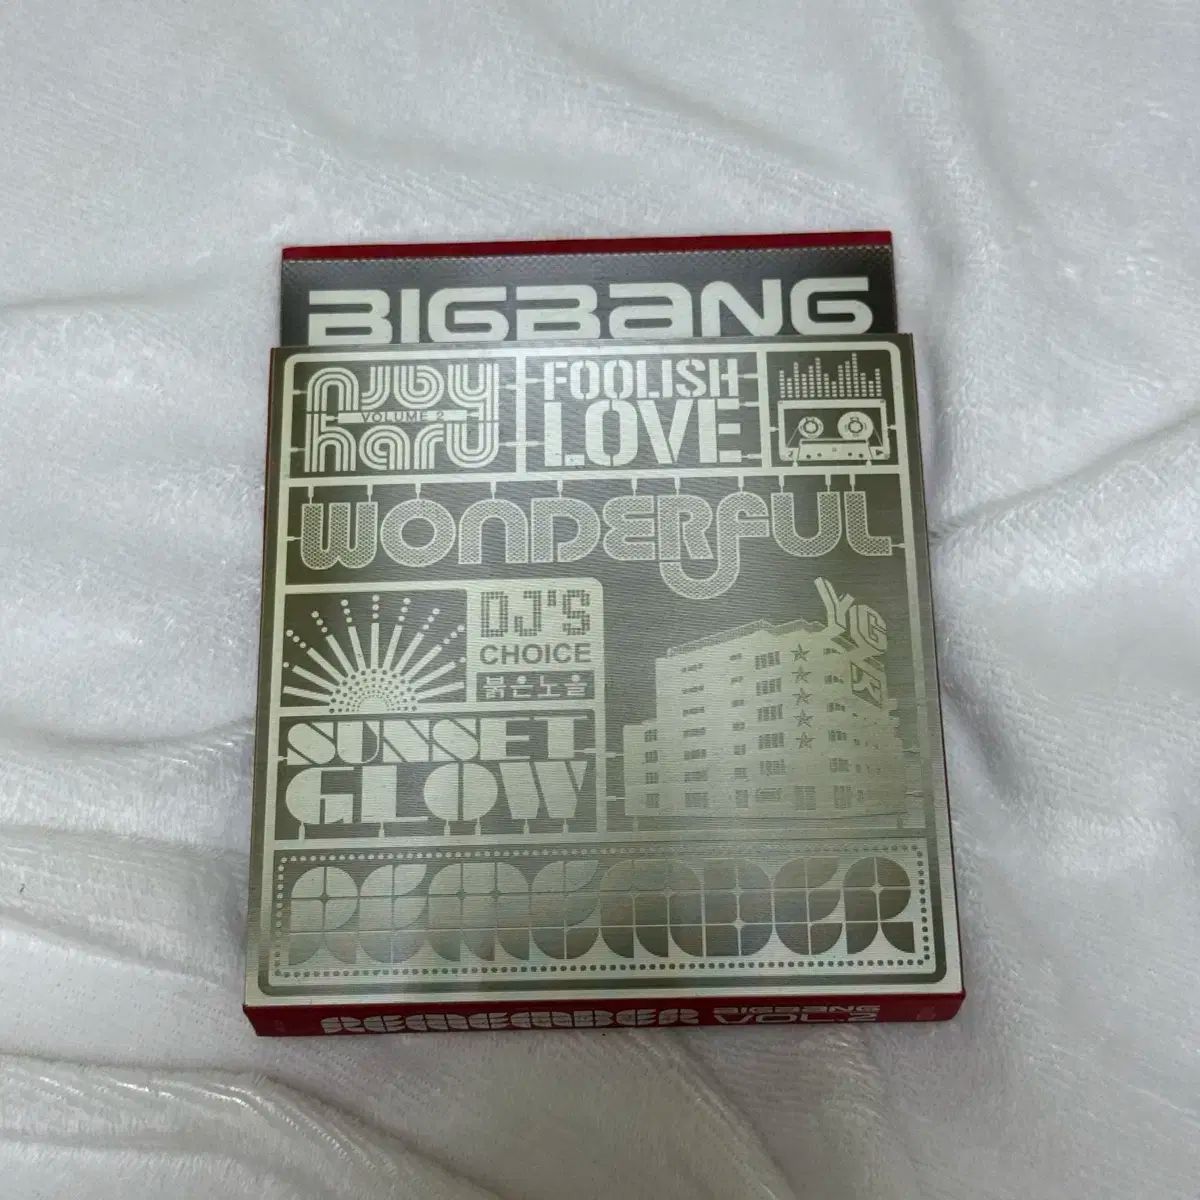 BIGBANG
HARU
VOLUME 2
HARU
FOOLISH
LOVE
WONDERFUL
DJ'S
CHOICE
붉은노을
SUNSET
GLOW
YG
REMEMBER
REMEMBER BIGBANG VOL.2